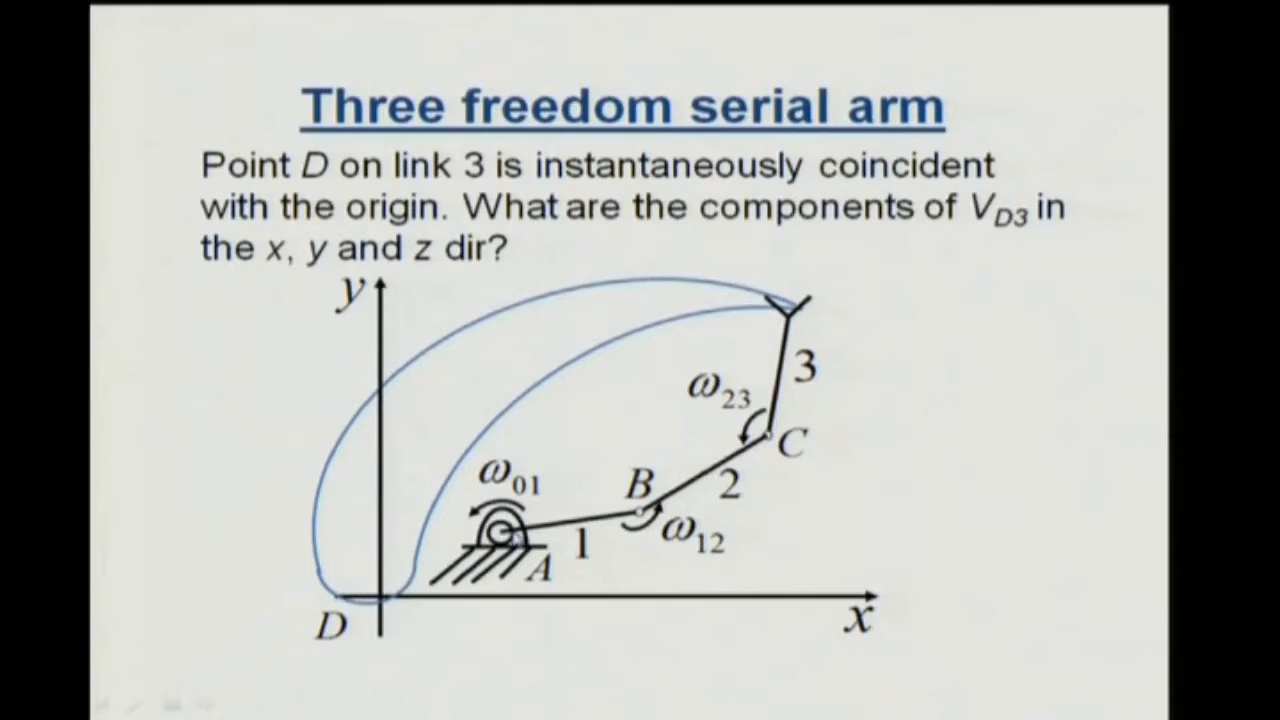 Three freedom serial arm
Point D on link 3 is instantaneously coincident
with the origin. What are the components of V_D3 in
the x, y and z dir?
y
3
ω23
C
B
2
ω01
ω12
1
A
D
x